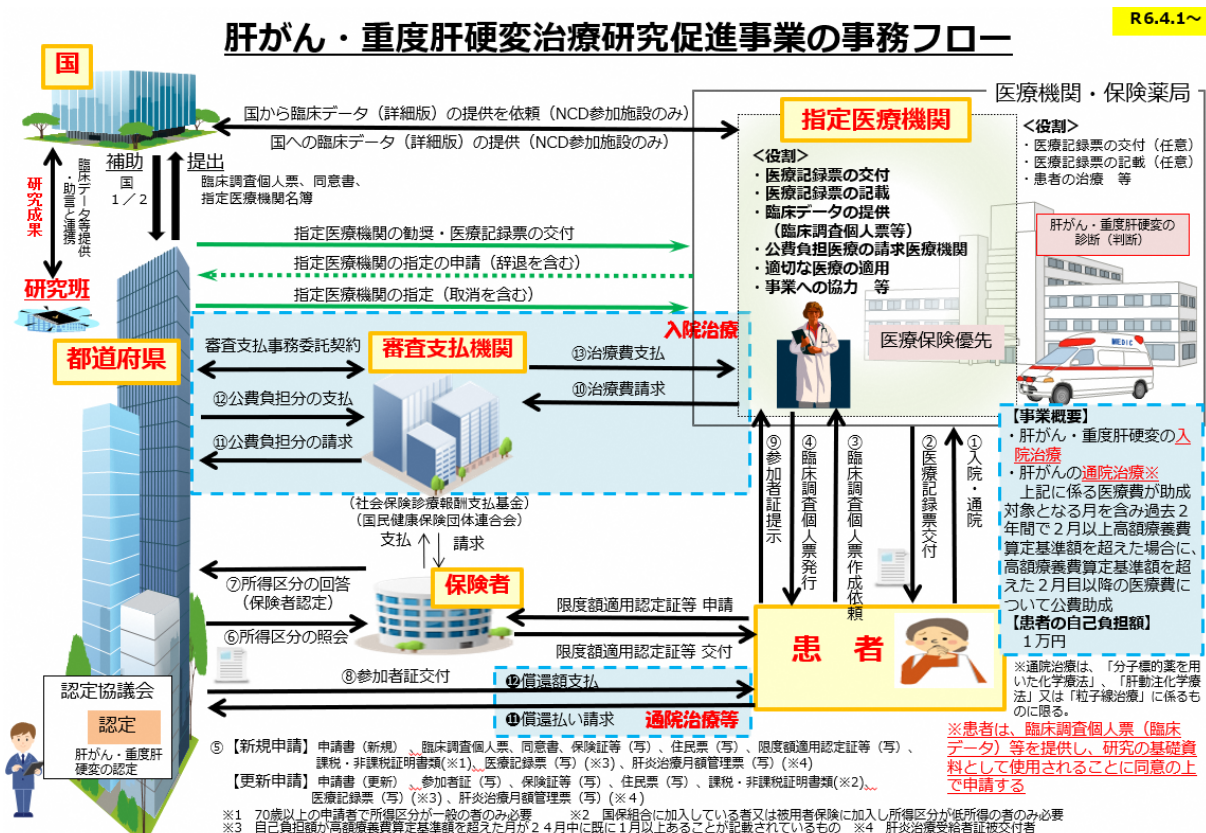 R6.4.1～
肝がん・重度肝硬変治療研究促進事業の事務フロー
国
国から臨床データ（詳細版）の提供を依頼（NCD参加施設のみ）
国への臨床データ（詳細版）の提供（NCD参加施設のみ）
医療機関・保険薬局
指定医療機関
＜役割＞
・医療記録票の交付（任意）
・医療記録票の記載（任意）
・患者の治療　等
＜役割＞
・医療記録票の交付
・医療記録票の記載
・臨床データの提供
（臨床調査個人票等）
・公費負担医療の請求医療機関
・適切な医療の適用
・事業への協力　等
肝がん・重度肝硬変の
診断（判断）
医療保険優先
MEDIC
研究成果
臨床データ等提供
・助言と連携
補助
国
１／２
提出
臨床調査個人票、同意書、
指定医療機関名簿
研究班
指定医療機関の勧奨・医療記録票の交付
指定医療機関の指定の申請（辞退を含む）
指定医療機関の指定（取消を含む）
都道府県
入院治療
審査支払事務委託契約
審査支払機関
⑬治療費支払
⑩治療費請求
⑫公費負担分の支払
⑪公費負担分の請求
（社会保険診療報酬支払基金）
（国民健康保険団体連合会）
支払
請求
⑨参加者証提示
④臨床調査個人票発行
③臨床調査個人票作成依頼
②医療記録票交付
①入院・通院
【事業概要】
・肝がん・重度肝硬変の入
院治療
・肝がんの通院治療※
上記に係る医療費が助成
対象となる月を含み過去２
年間で２月以上高額療養費
算定基準額を超えた場合に、
高額療養費算定基準額を超
えた２月目以降の医療費に
ついて公費助成
【患者の自己負担額】
１万円
保険者
⑦所得区分の回答
（保険者認定）
⑥所得区分の照会
限度額適用認定証等 申請
限度額適用認定証等 交付
患　者
⑧参加者証交付
⓬償還額支払
⓫償還払い請求
通院治療等
※通院治療は、「分子標的薬を用
いた化学療法」、「肝動注化学療
法」又は「粒子線治療」に係るも
のに限る。
※患者は、臨床調査個人票（臨床
データ）等を提供し、研究の基礎資
料として使用されることに同意の上
で申請する
認定協議会
認定
肝がん・重度肝
硬変の認定
⑤【新規申請】申請書（新規）、臨床調査個人票、同意書、保険証等（写）、住民票（写）、限度額適用認定証等（写）、
課税・非課税証明書類(※1)、医療記録票（写）（※3）、肝炎治療月額管理票（写）（※4）
【更新申請】申請書（更新）、参加者証（写）、保険証等（写）、住民票（写）、課税・非課税証明書類(※2)、
医療記録票（写）（※3）、肝炎治療月額管理票（写）（※４）
※1　70歳以上の申請者で所得区分が一般の者のみ必要　※2　国保組合に加入している者又は被用者保険に加入し所得区分が低所得の者のみ必要
※3　自己負担額が高額療養費算定基準額を超えた月が２４月中に既に１月以上あることが記載されているもの　※4　肝炎治療受給者証被交付者